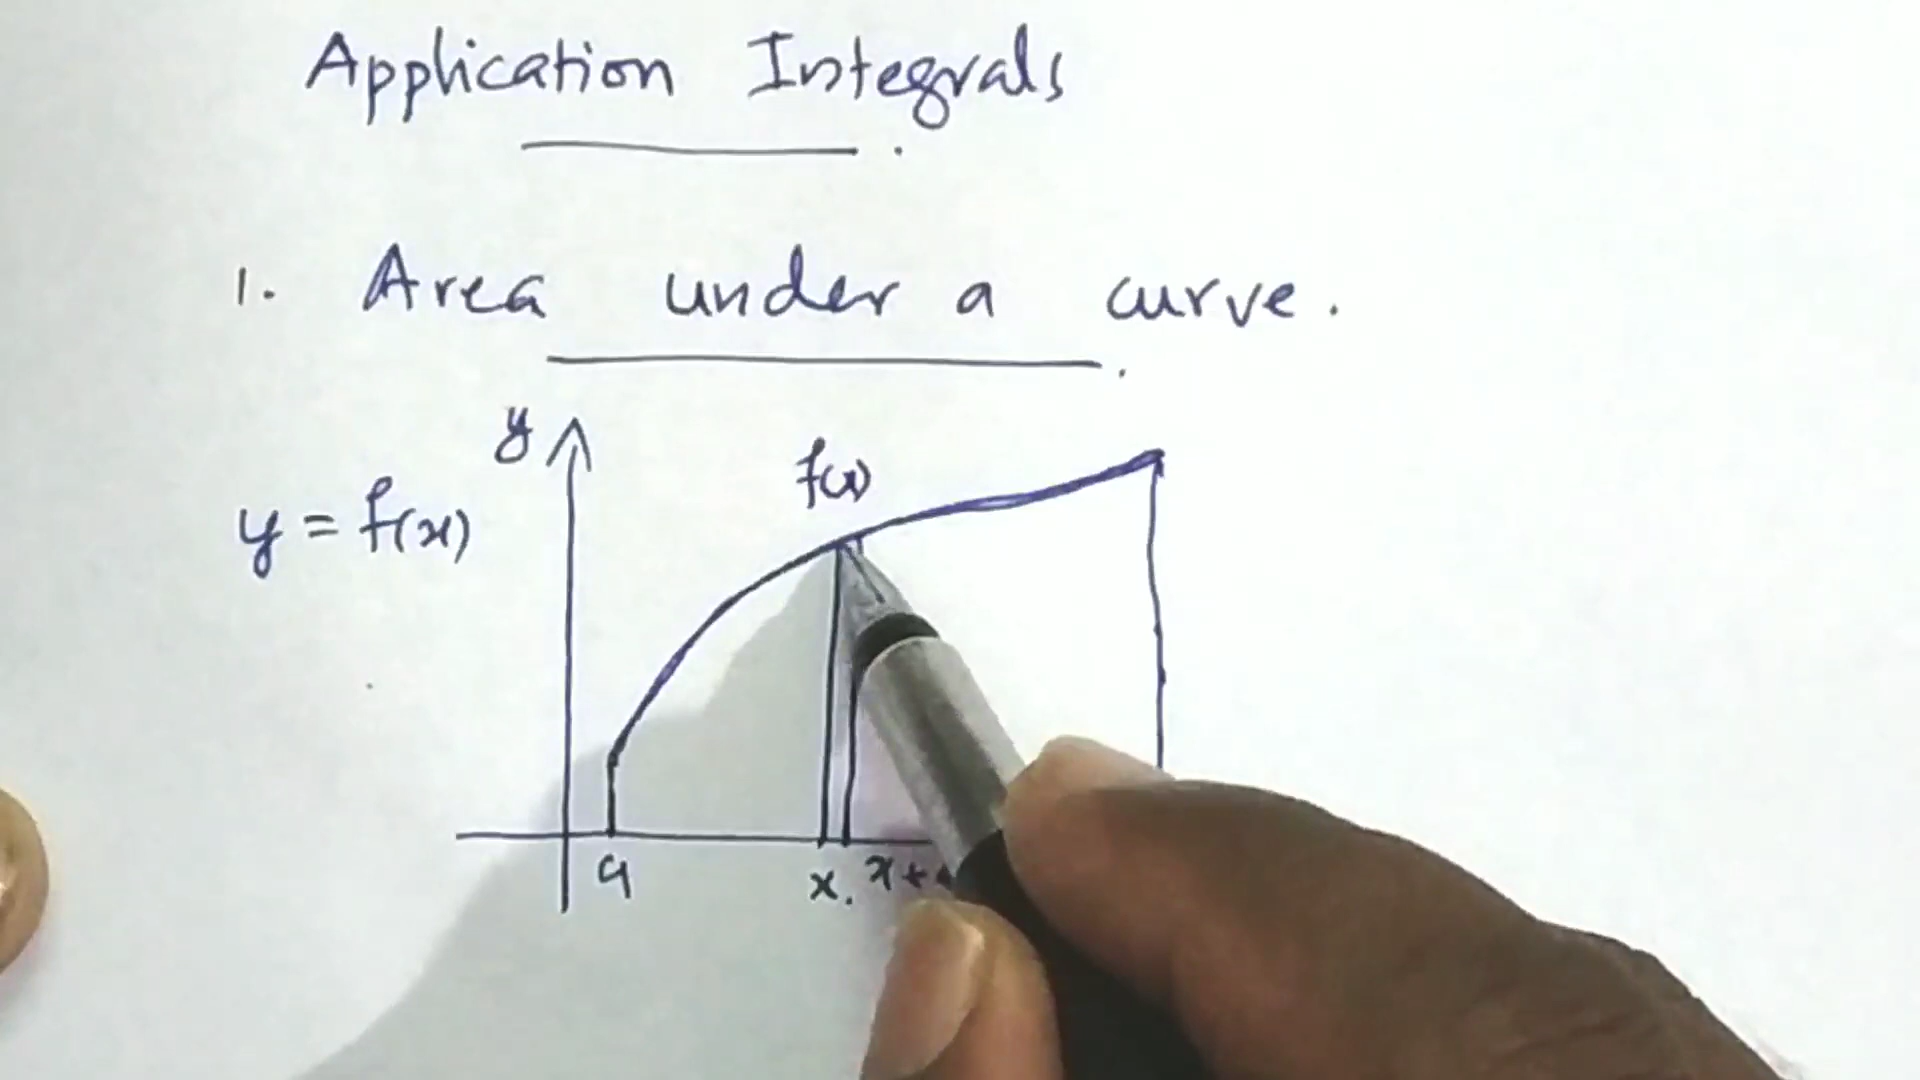 Application Integrals
1. Area under a curve.
y
f(x)
y = f(x)
a
x. x+